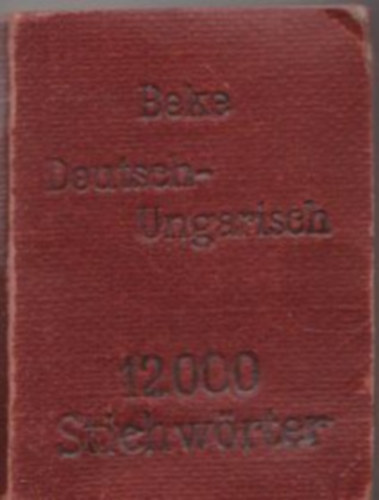 Beke
Deutsch-
Ungarisch
12000
Stichwörter